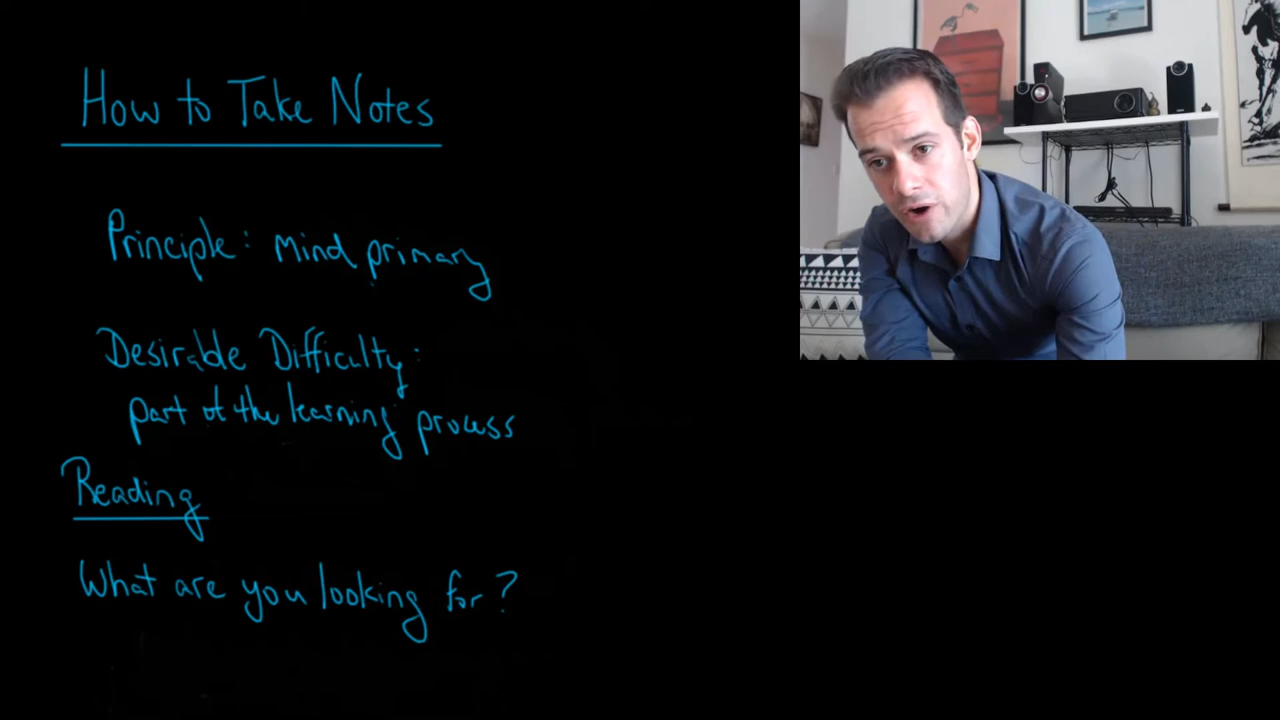 How to Take Notes
Principle: Mind primary
Desirable Difficulty:
part of the learning process
Reading
What are you looking for?